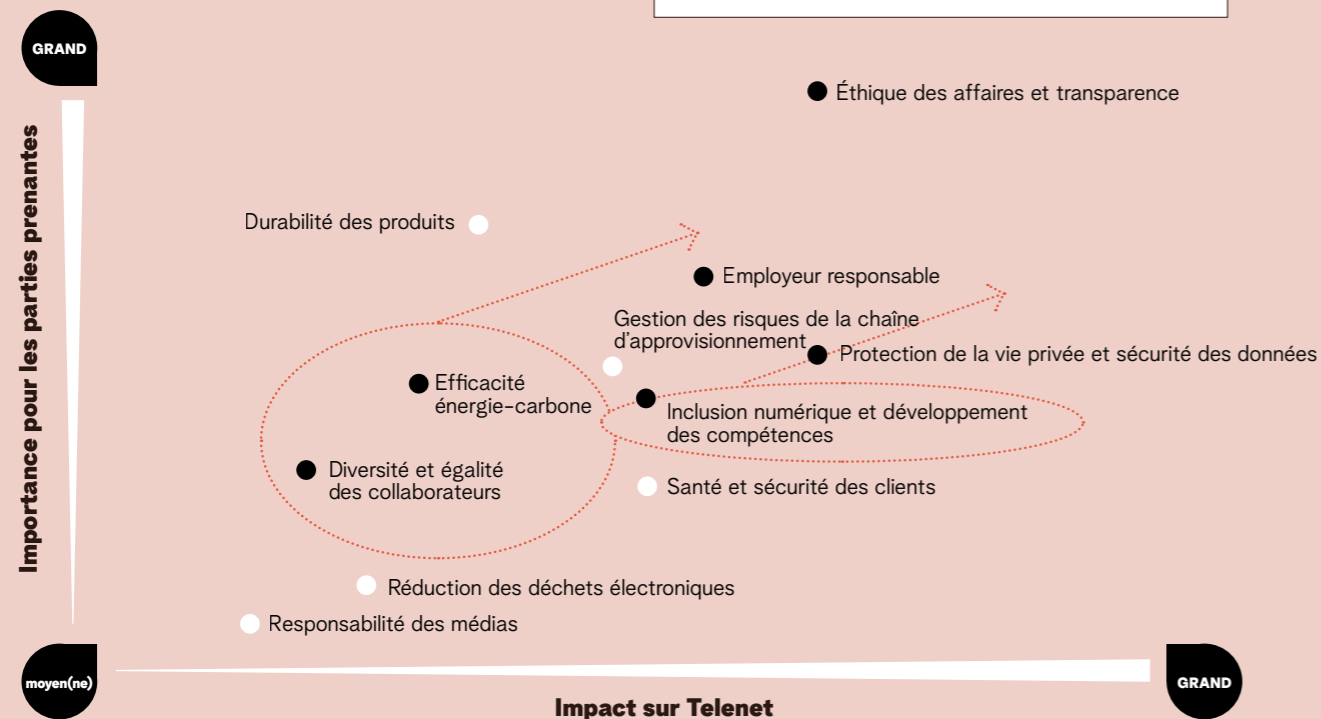 GRAND
Importance pour les parties prenantes
Éthique des affaires et transparence
Durabilité des produits
Employeur responsable
Gestion des risques de la chaîne
d'approvisionnement
Protection de la vie privée et sécurité des données
Efficacité
énergie-carbone
Inclusion numérique et développement
des compétences
Diversité et égalité
des collaborateurs
Santé et sécurité des clients
Réduction des déchets électroniques
Responsabilité des médias
moyen(ne)
GRAND
Impact sur Telenet